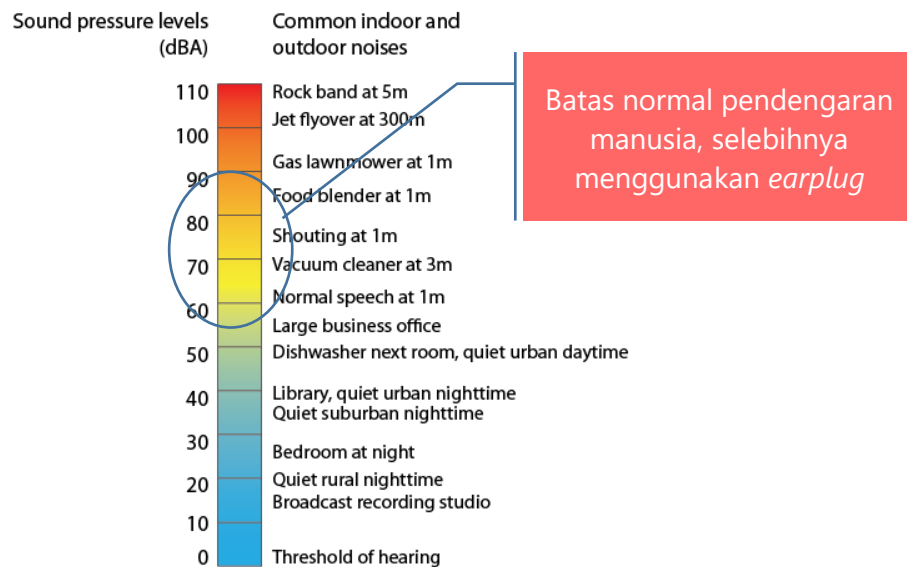 Sound pressure levels
(dBA)
Common indoor and
outdoor noises
110
Rock band at 5m
Jet flyover at 300m
100
Gas lawnmower at 1m
90
Food blender at 1m
80
Shouting at 1m
70
Vacuum cleaner at 3m
Normal speech at 1m
60
Large business office
50
Dishwasher next room, quiet urban daytime
40
Library, quiet urban nighttime
Quiet suburban nighttime
30
Bedroom at night
20
Quiet rural nighttime
Broadcast recording studio
10
0
Threshold of hearing
Batas normal pendengaran
manusia, selebihnya
menggunakan earplug